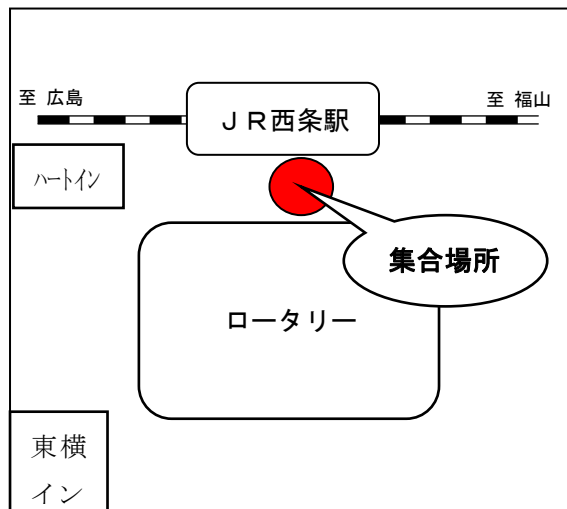 至 広島
至 福山
ＪＲ西条駅
ハートイン
集合場所
ロータリー
東横
イン